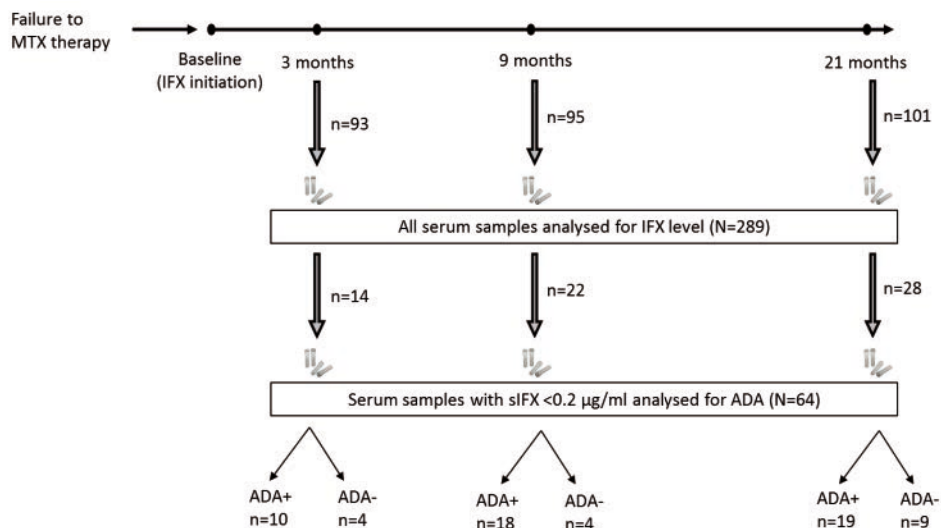 Failure to
MTX therapy
Baseline
(IFX initiation)
3 months
9 months
21 months
n=93
n=95
n=101
All serum samples analysed for IFX level (N=289)
n=14
n=22
n=28
Serum samples with sIFX <0.2 µg/ml analysed for ADA (N=64)
ADA+
n=10
ADA-
n=4
ADA+
n=18
ADA-
n=4
ADA+
n=19
ADA-
n=9